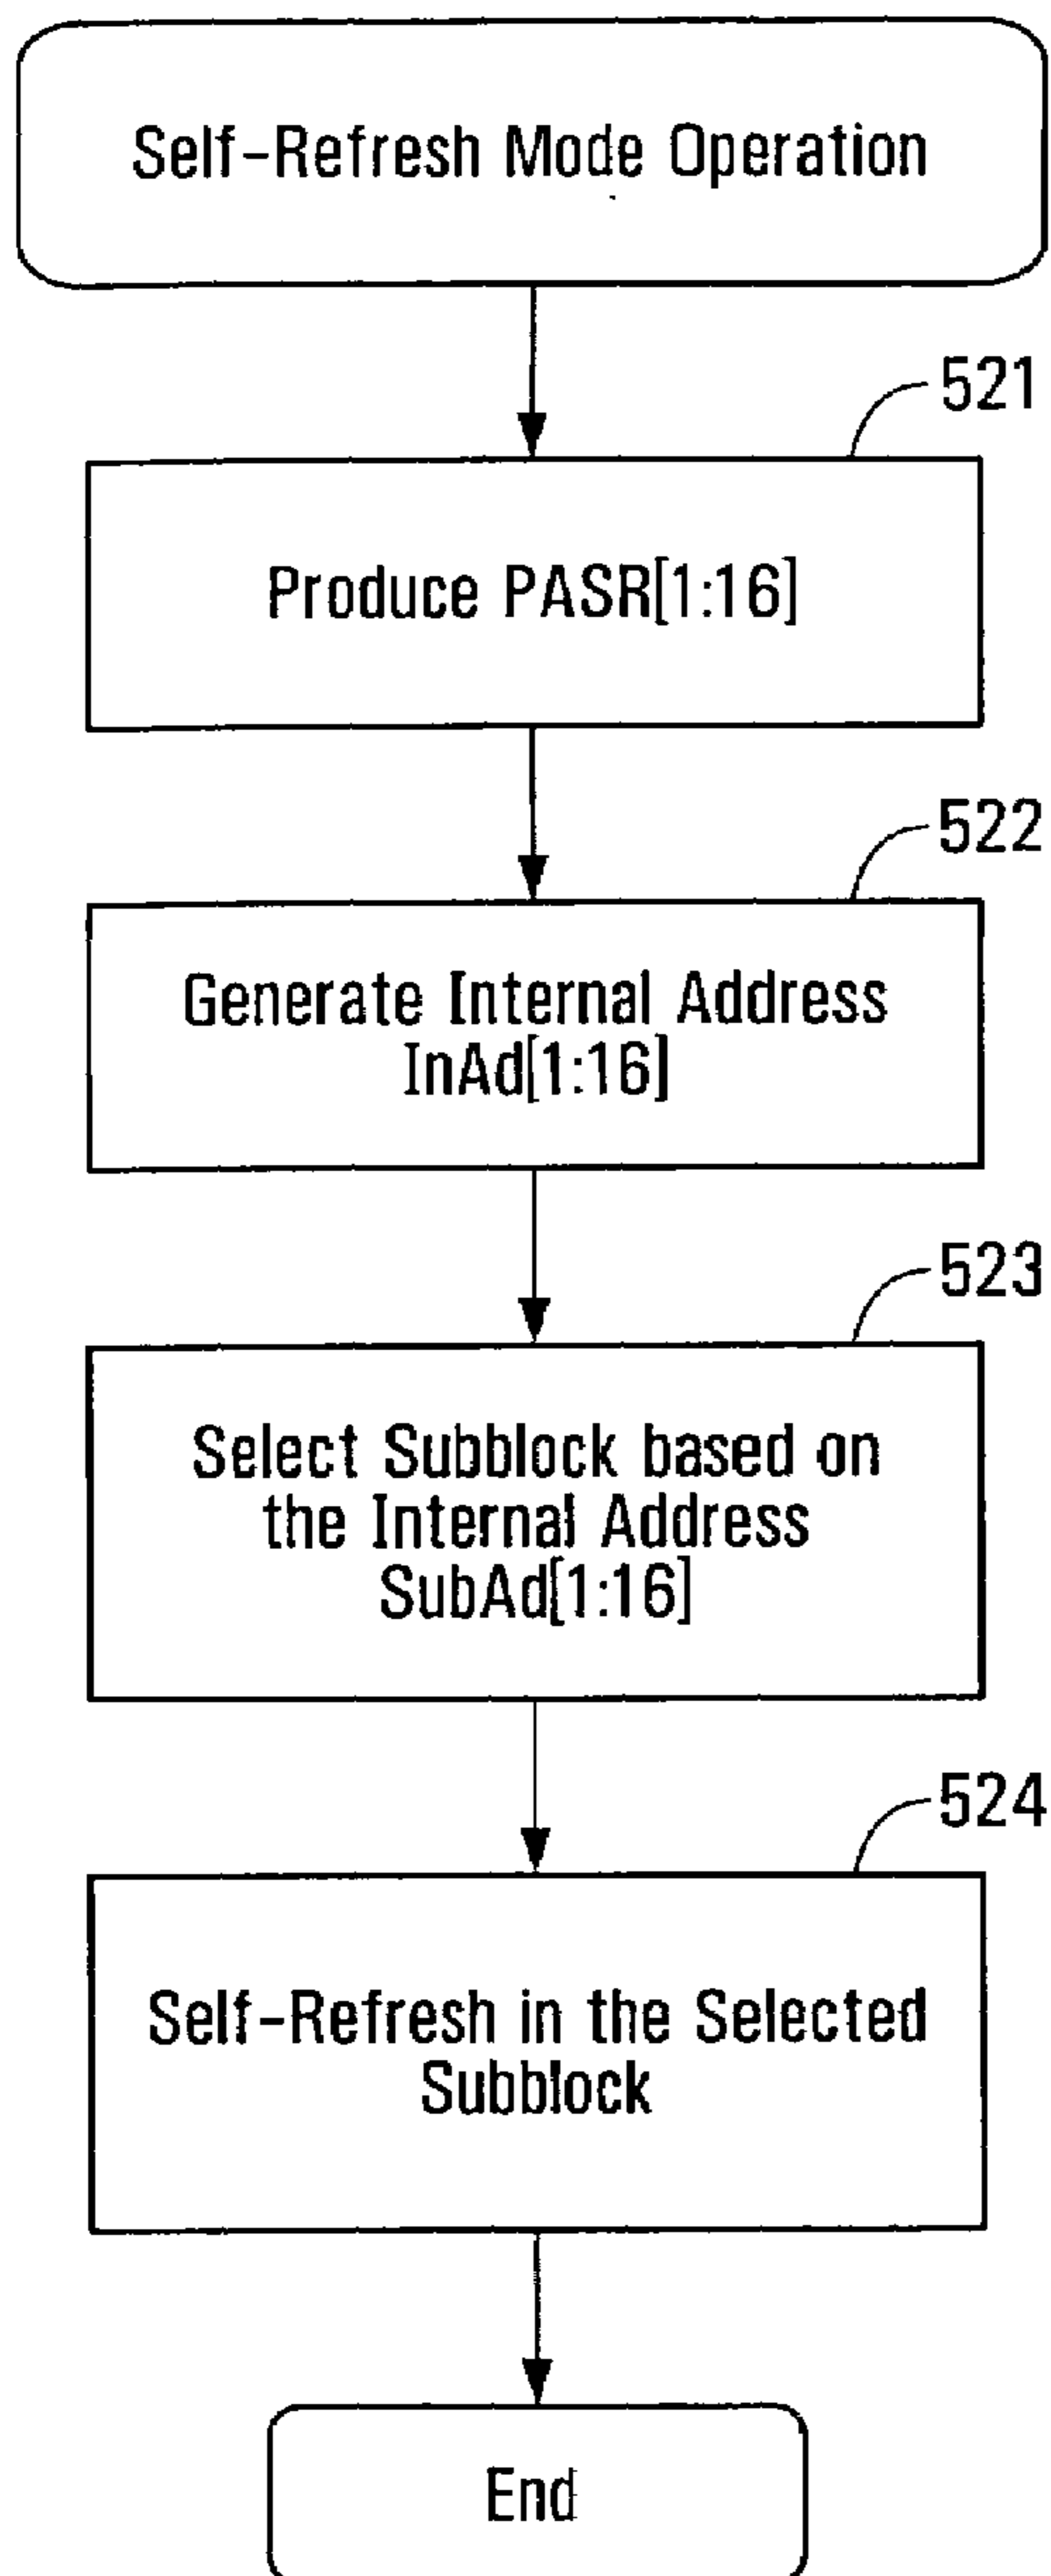 Self-Refresh Mode Operation
521
Produce PASR[1:16]
522
Generate Internal Address
InAd[1:16]
523
Select Subblock based on
the Internal Address
SubAd[1:16]
524
Self-Refresh in the Selected
Subblock
End